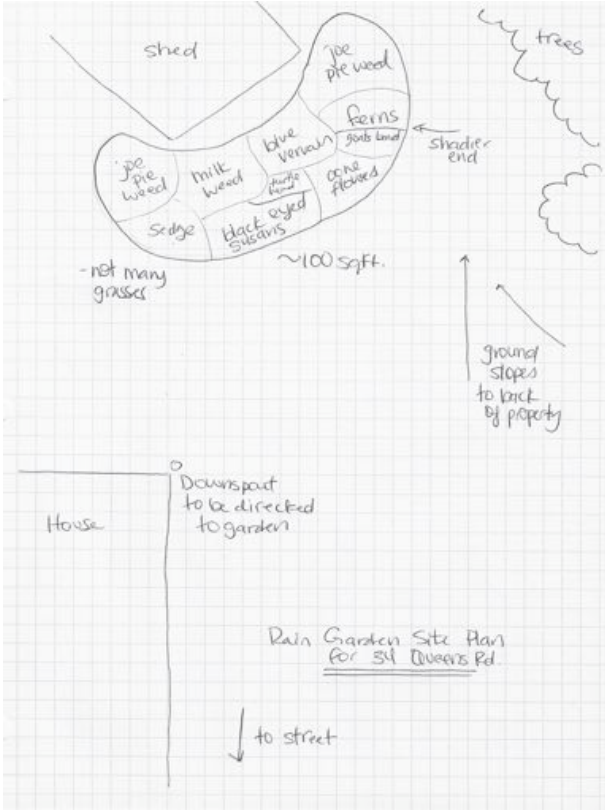 shed
joe
pie weed
trees
ferns
goats beard
shadier
end
blue
vervain
joe
pie
weed
milk
weed
turtle
head
cone
flowers
sedge
black eyed
susans
~100 sqft.
-not many
grasses
ground
slopes
to back
of property
Downspout
to be directed
to garden
House
Rain Garden Site Plan
for 34 Queens Rd.
to street